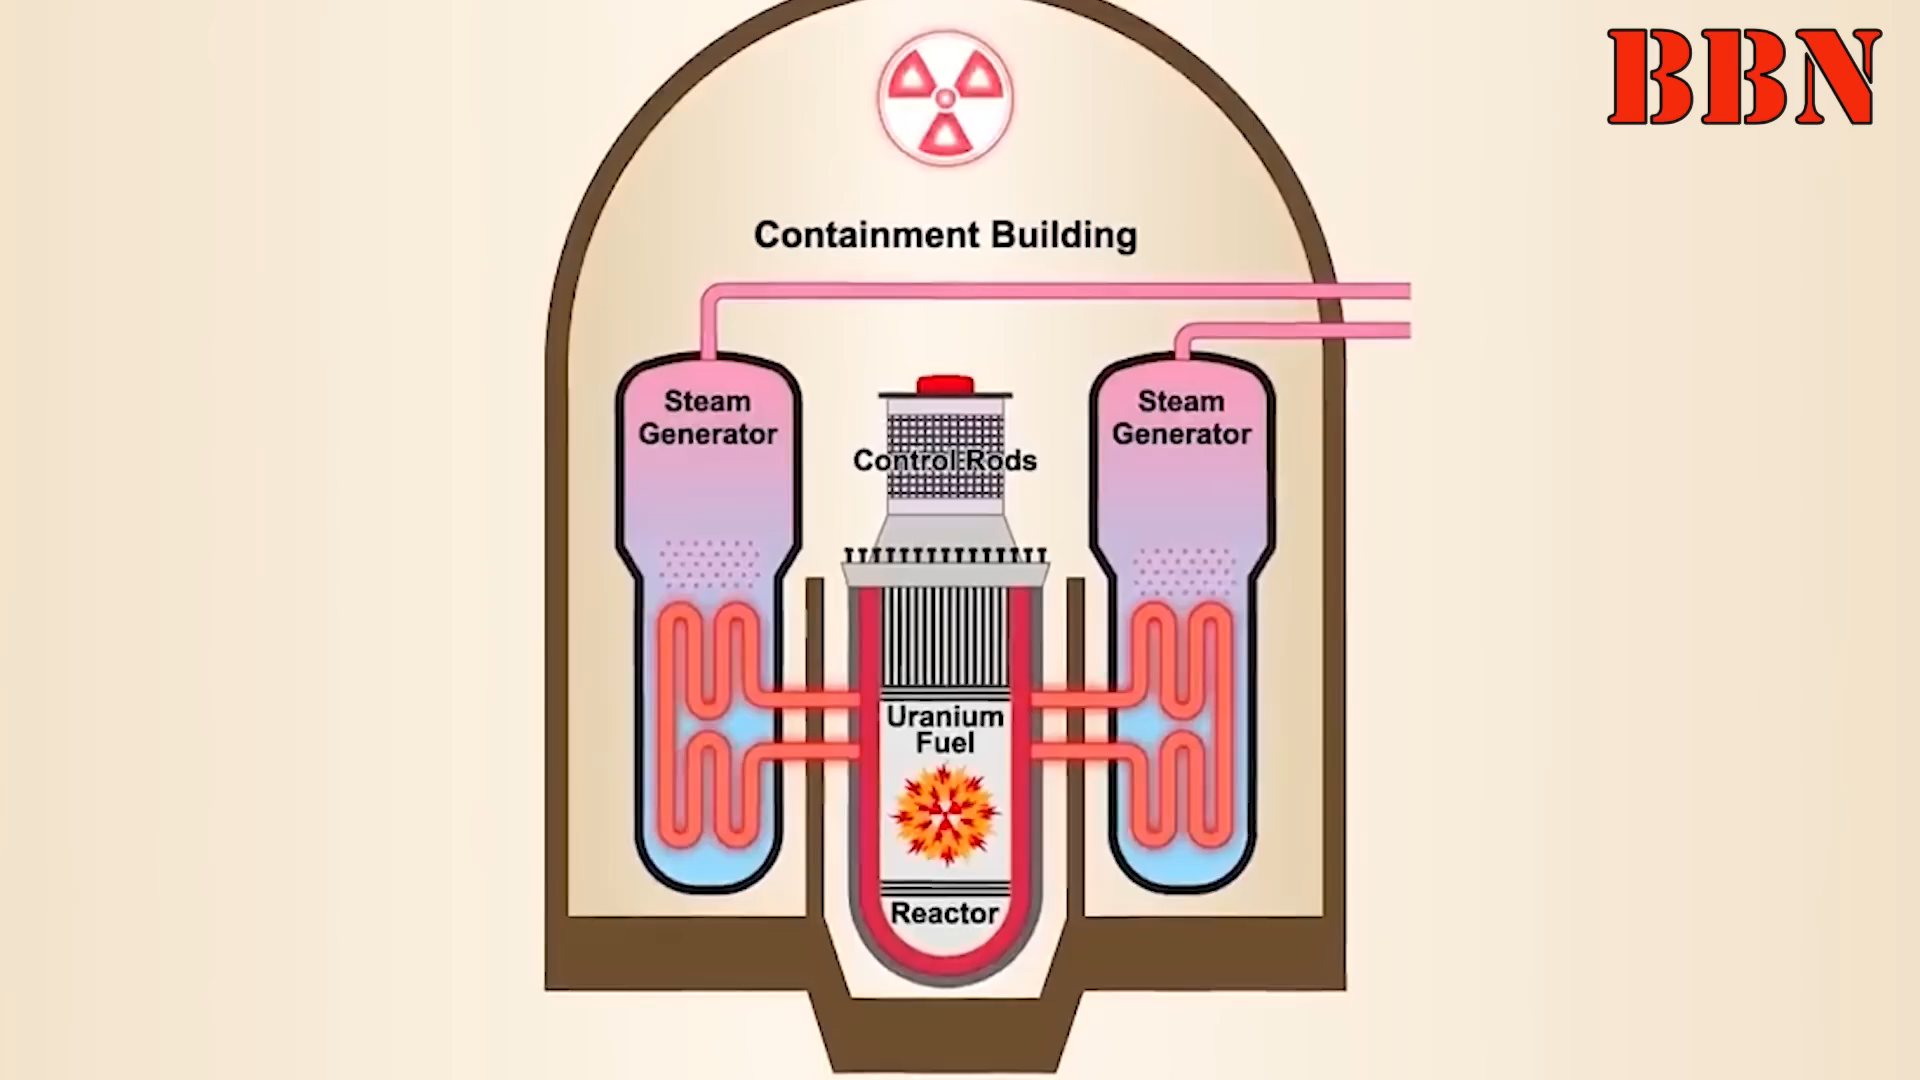 BBN
Containment Building
Steam
Generator
Control Rods
Steam
Generator
Uranium
Fuel
Reactor